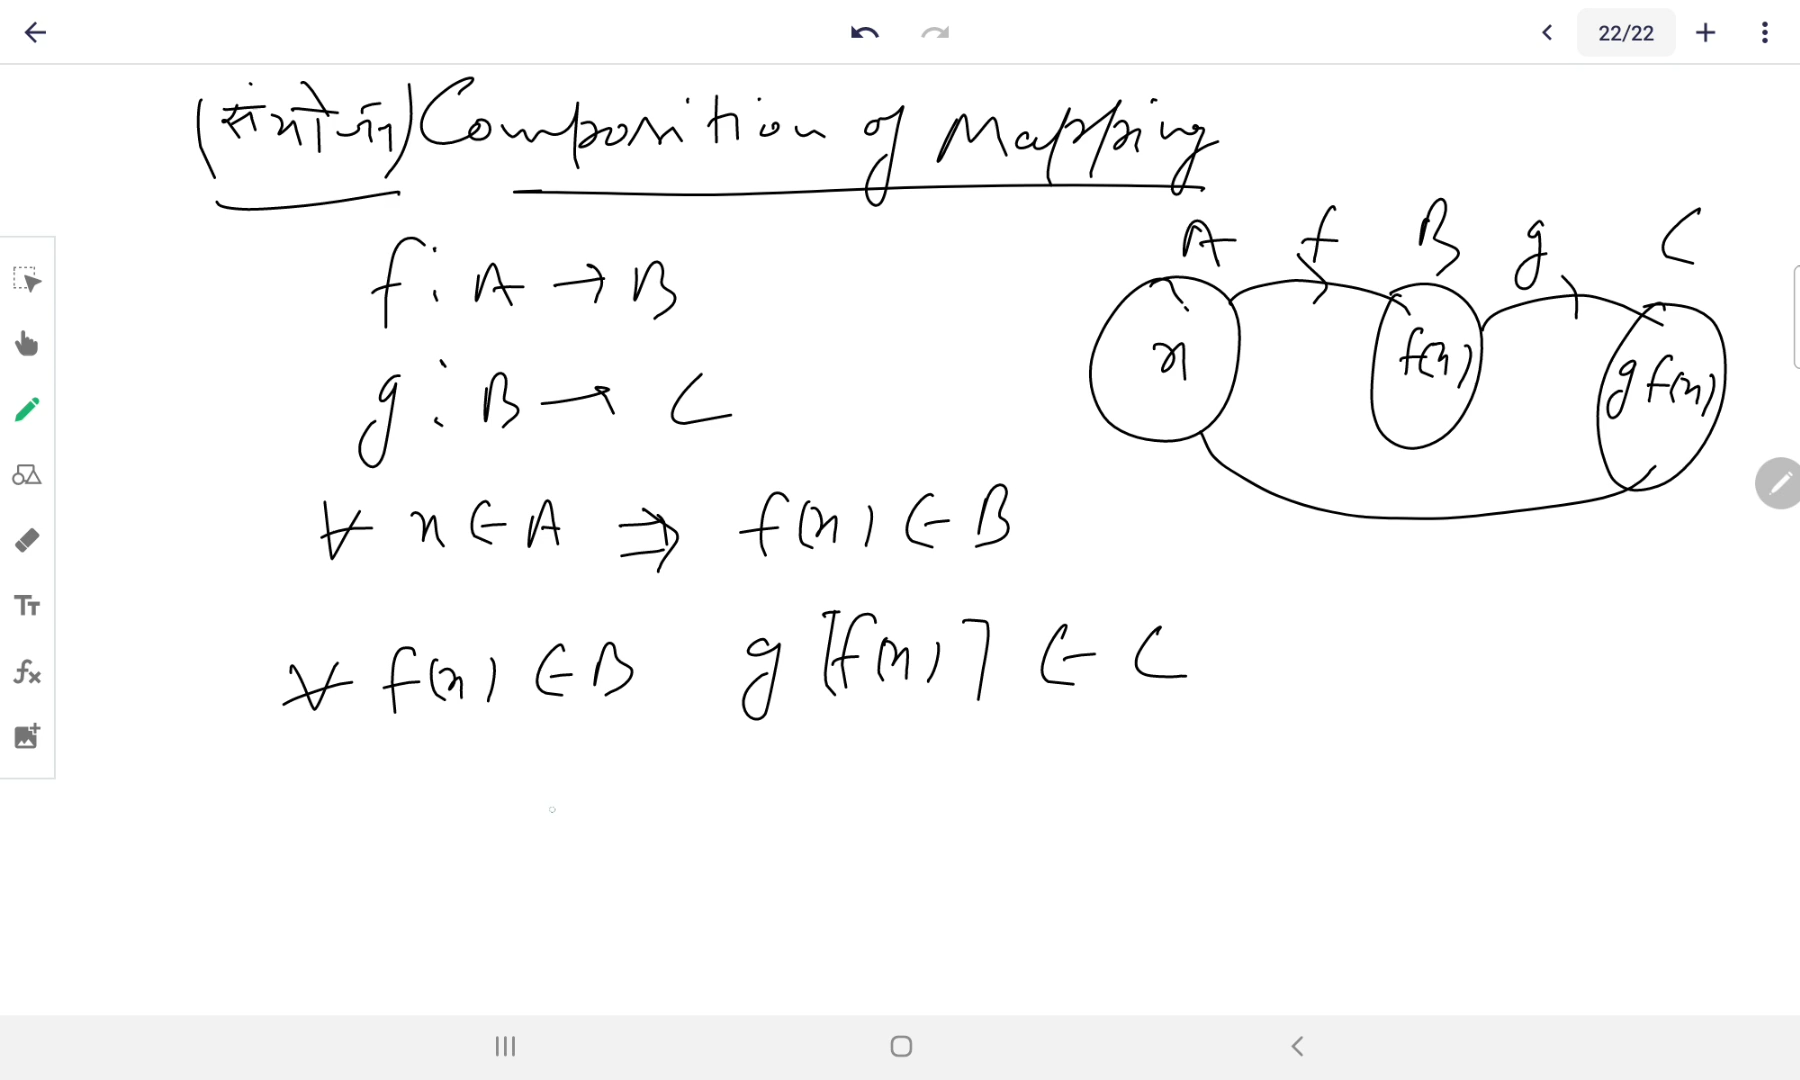 22/22
(संयोजन) Composition of Mapping
A f B g C
f : A → B
x f(x) g f(x)
g : B → C
∀ x ∈ A ⇒ f(x) ∈ B
∀ f(x) ∈ B g [f(x)] ∈ C